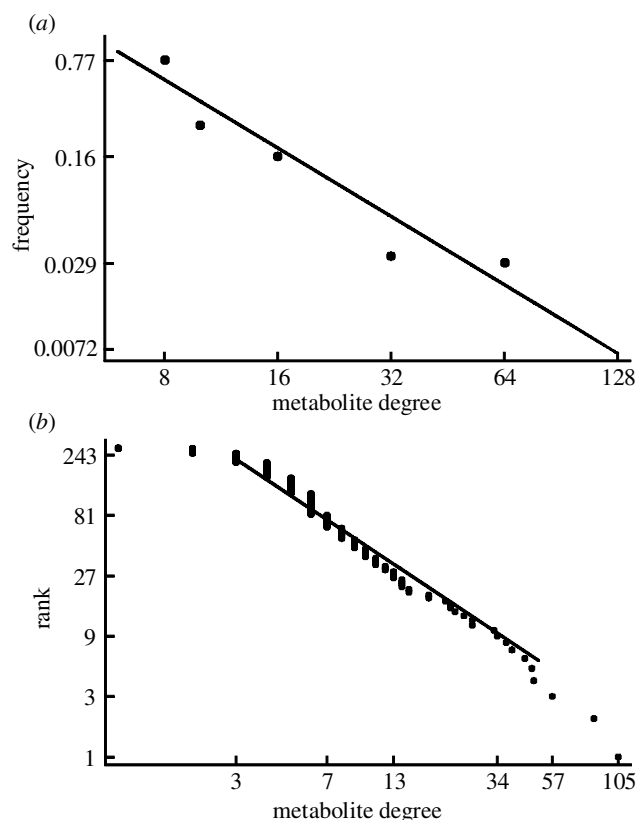 (a)
0.77
0.16
0.029
0.0072
frequency
8 16 32 64 128
metabolite degree
(b)
243
81
27
9
3
1
rank
3 7 13 34 57 105
metabolite degree